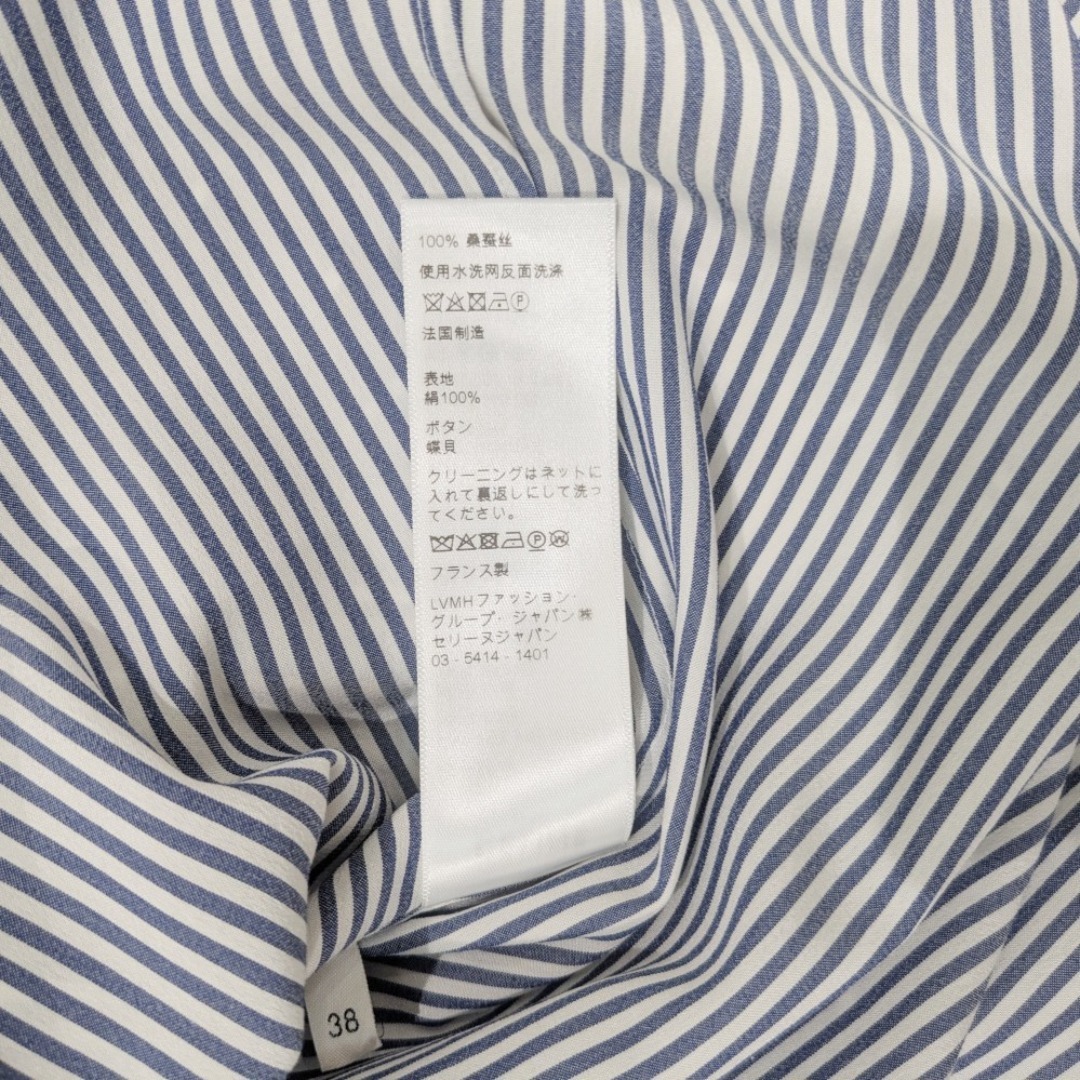 100% 桑蚕丝
使用水洗网反面洗涤
法国制造
表地
絹100%
ボタン
蝶貝
クリーニングはネットに
入れて裏返しにして洗っ
てください。
フランス製
LVMHファッション・
グループ・ジャパン㈱
セリーヌジャパン
03 - 5414 - 1401
38